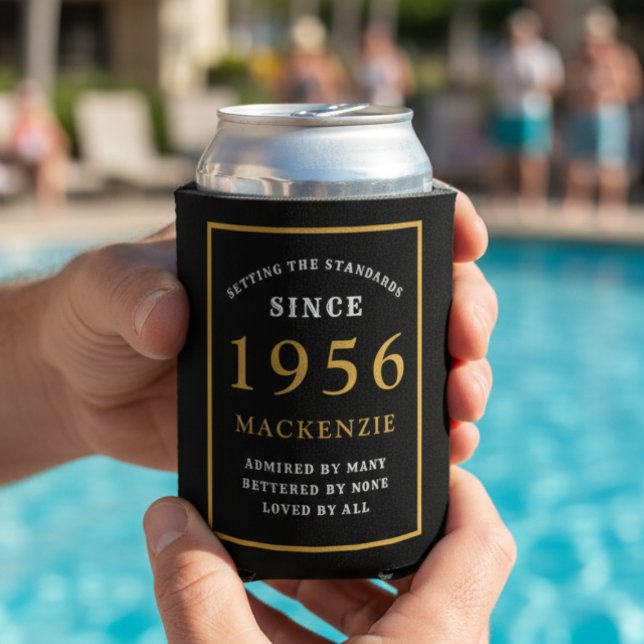 SETTING THE STANDARDS
SINCE
1956
MACKENZIE
ADMIRED BY MANY
BETTERED BY NONE
LOVED BY ALL